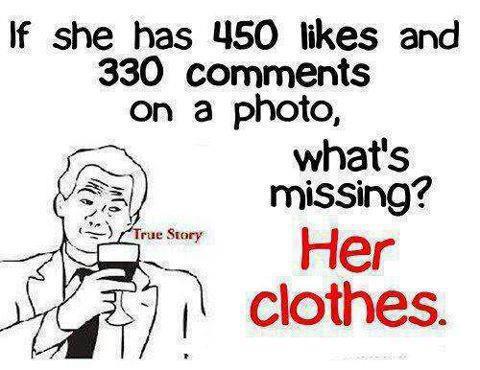 If she has 450 likes and
330 comments
on a photo,
what's
missing?
True Story
Her
clothes.